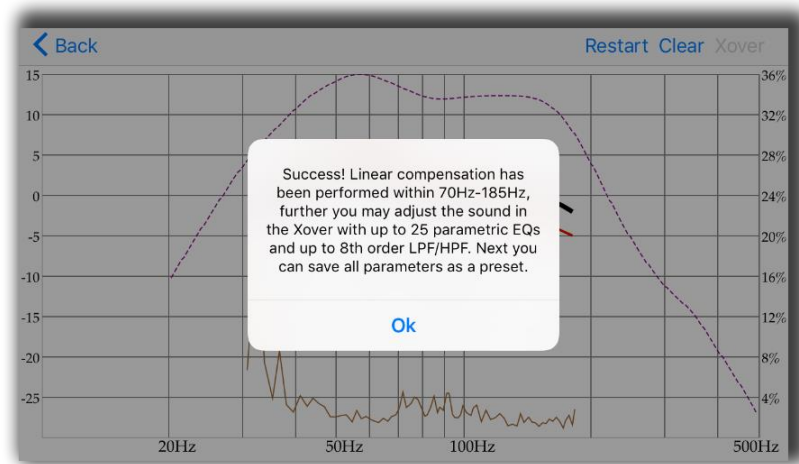 Back
Restart Clear Xover
15
36%
10
32%
5
28%
0
24%
-5
20%
-10
16%
-15
12%
-20
8%
-25
4%
Success! Linear compensation has
been performed within 70Hz-185Hz,
further you may adjust the sound in
the Xover with up to 25 parametric EQs
and up to 8th order LPF/HPF. Next you
can save all parameters as a preset.
Ok
20Hz
50Hz
100Hz
500Hz